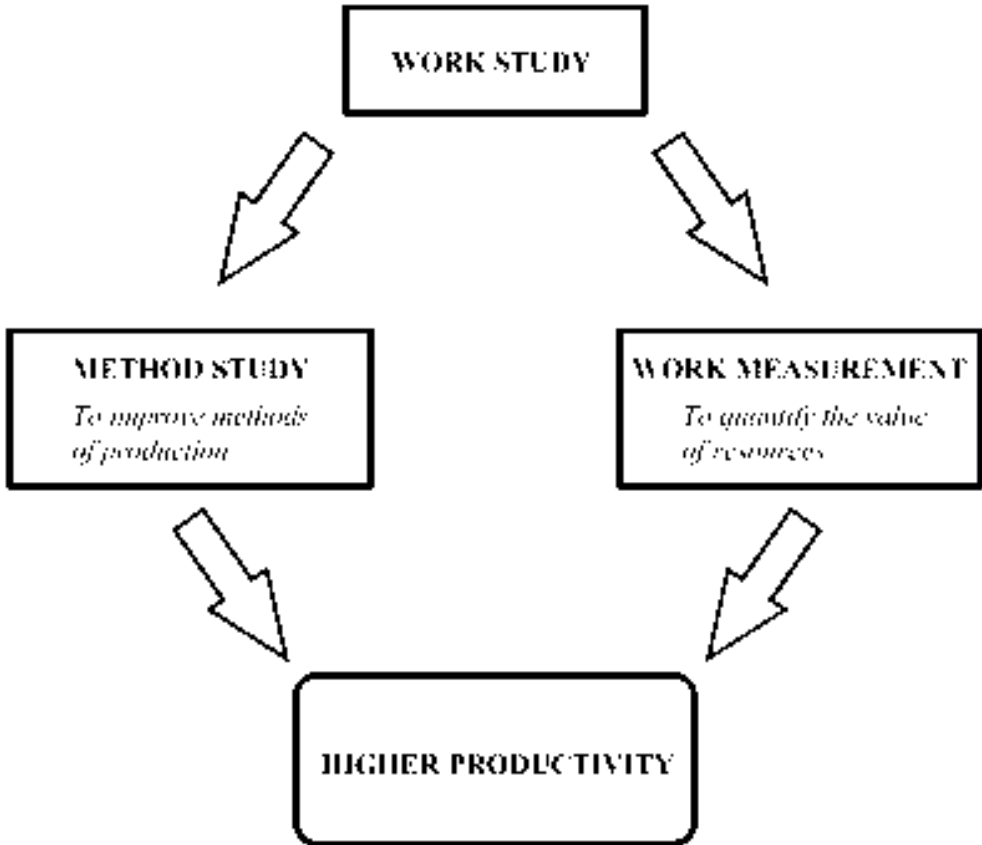 WORK STUDY
METHOD STUDY
To improve methods
of production
WORK MEASUREMENT
To quantify the value
of resources
HIGHER PRODUCTIVITY